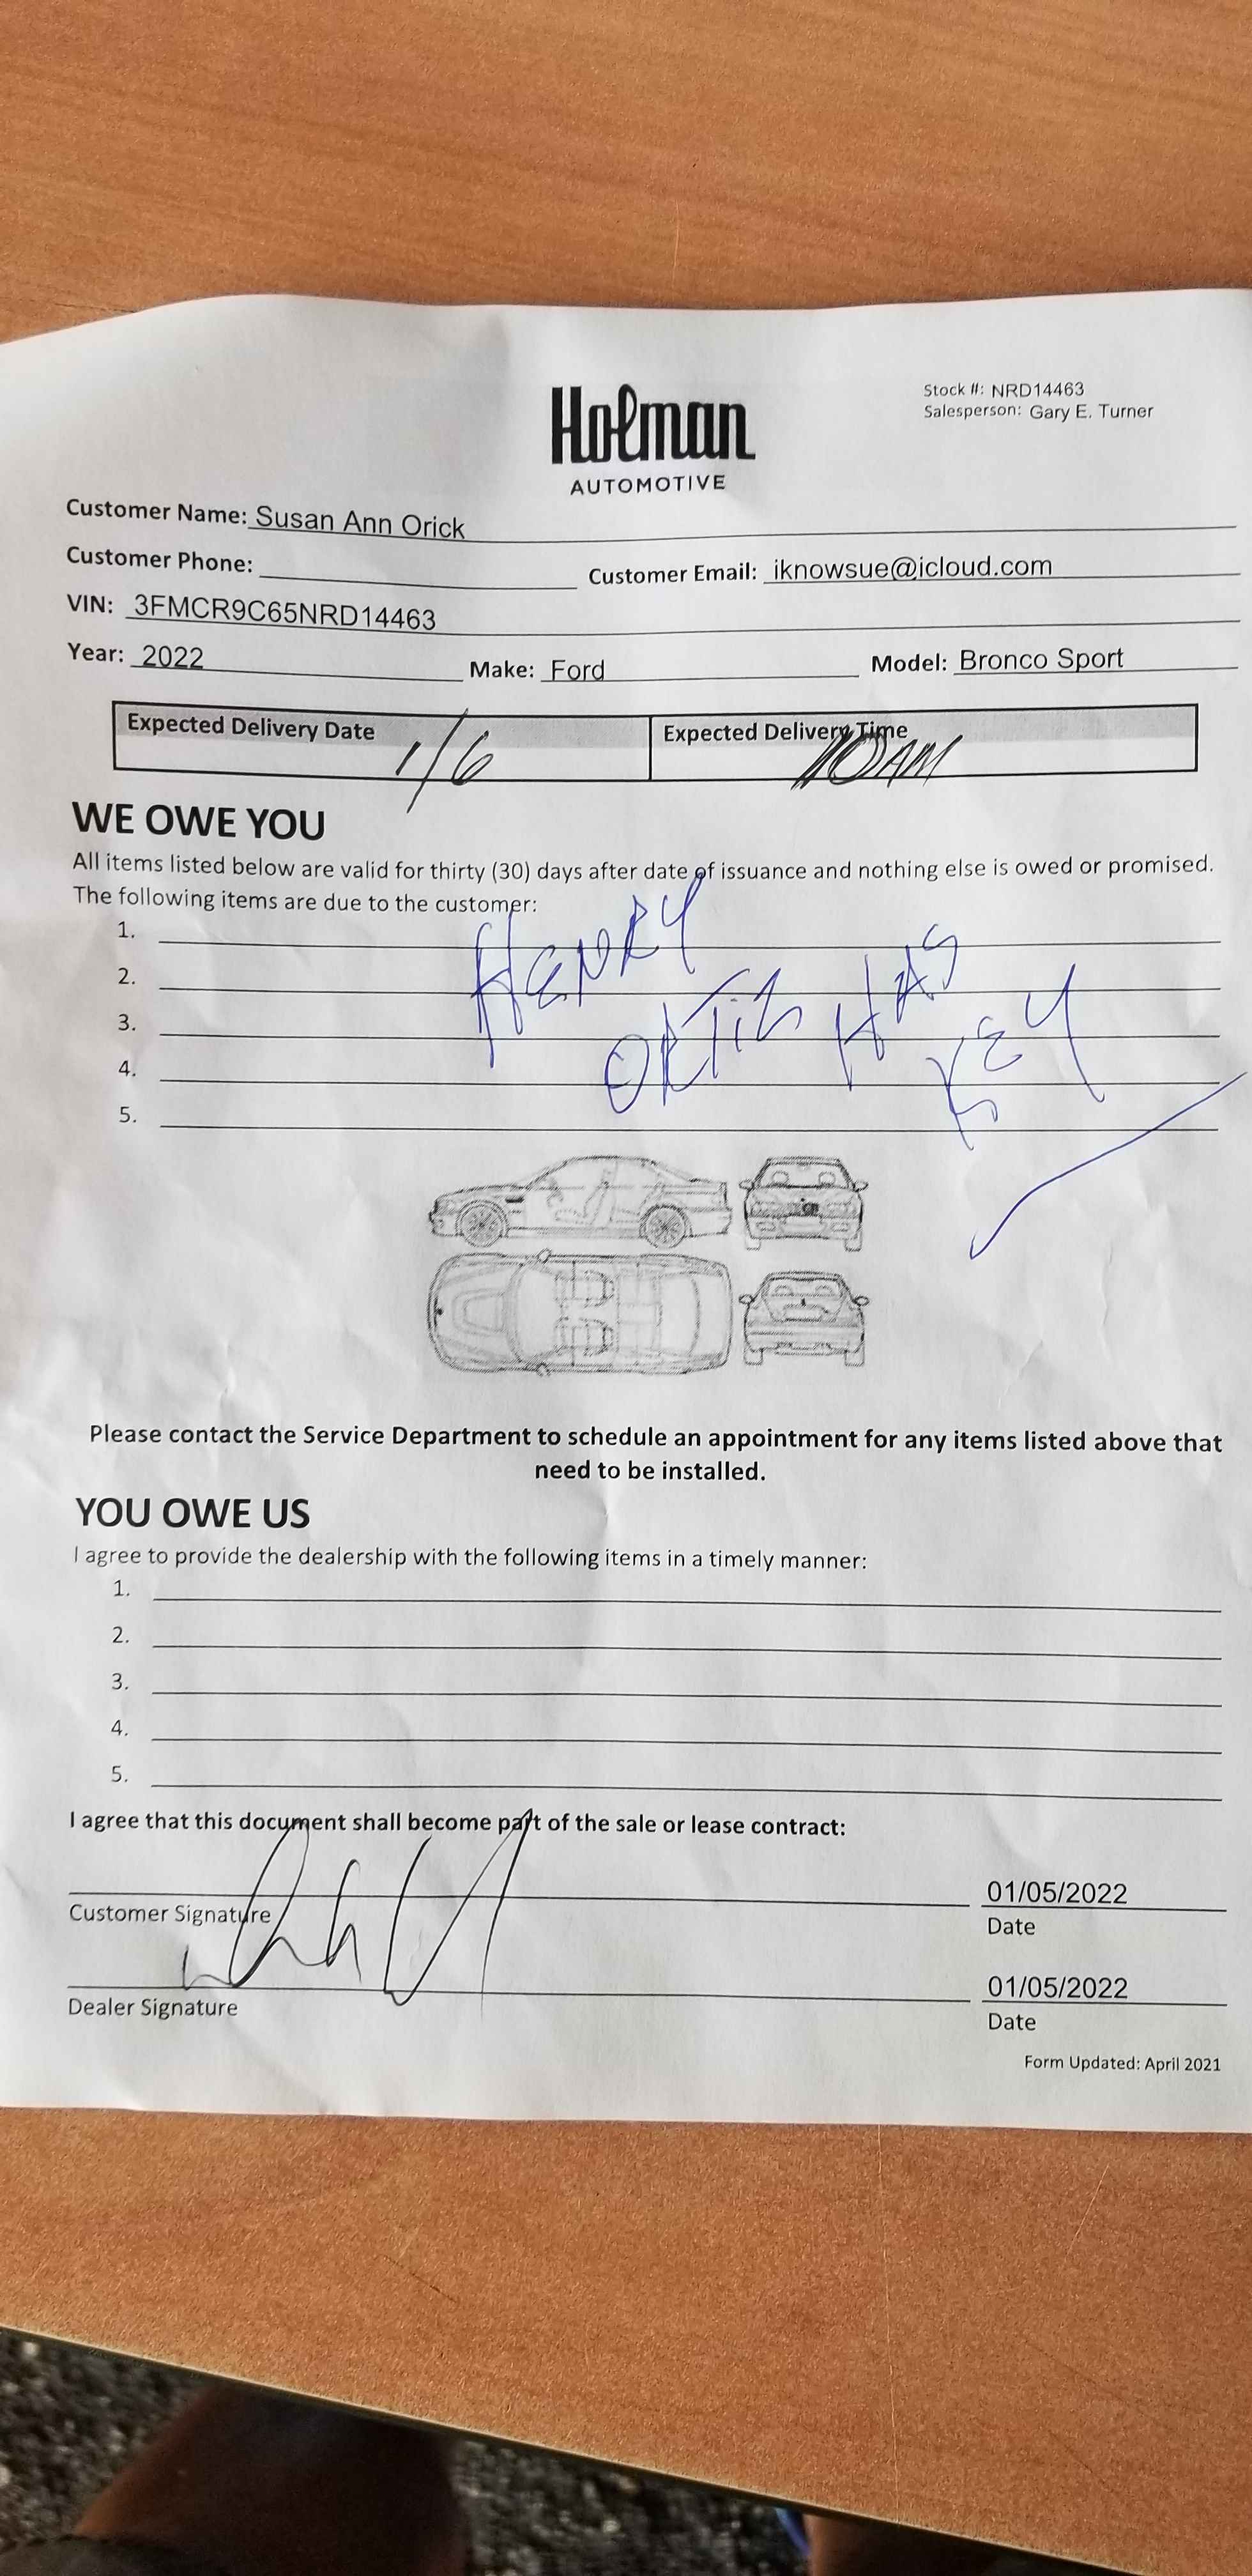 Holman
AUTOMOTIVE
Stock #: NRD14463
Salesperson: Gary E. Turner
Customer Name: Susan Ann Orick
Customer Phone:
Customer Email: iknowsue@icloud.com
VIN: 3FMCR9C65NRD14463
Year: 2022 Make: Ford Model: Bronco Sport
Expected Delivery Date 1/6
Expected Delivery Time 10AM
WE OWE YOU
All items listed below are valid for thirty (30) days after date of issuance and nothing else is owed or promised.
The following items are due to the customer:
1.
2.
3.
4.
5.
HENRY
HAS
KEY
Please contact the Service Department to schedule an appointment for any items listed above that
need to be installed.
YOU OWE US
I agree to provide the dealership with the following items in a timely manner:
1.
2.
3.
4.
5.
I agree that this document shall become part of the sale or lease contract:
01/05/2022
Customer Signature
Date
01/05/2022
Dealer Signature
Date
Form Updated: April 2021